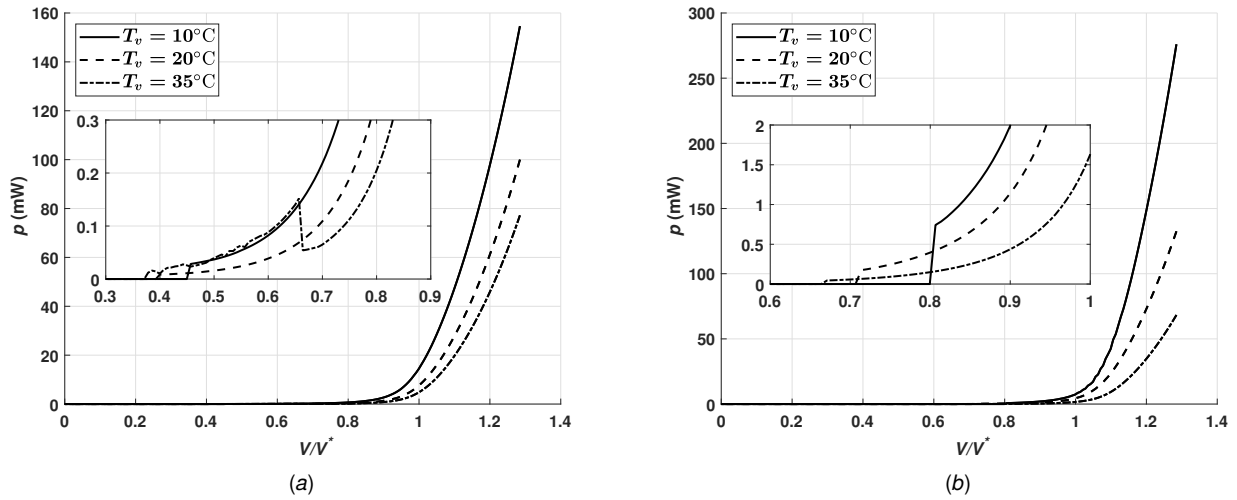 160
140
120
100
80
60
40
20
0
p (mW)
T_v = 10°C
T_v = 20°C
T_v = 35°C
0.3
0.2
0.1
0
0.3 0.4 0.5 0.6 0.7 0.8 0.9
0 0.2 0.4 0.6 0.8 1 1.2 1.4
V/V*
(a)
300
250
200
150
100
50
0
p (mW)
T_v = 10°C
T_v = 20°C
T_v = 35°C
2
1.5
1
0.5
0
0.6 0.7 0.8 0.9 1
0 0.2 0.4 0.6 0.8 1 1.2 1.4
V/V*
(b)